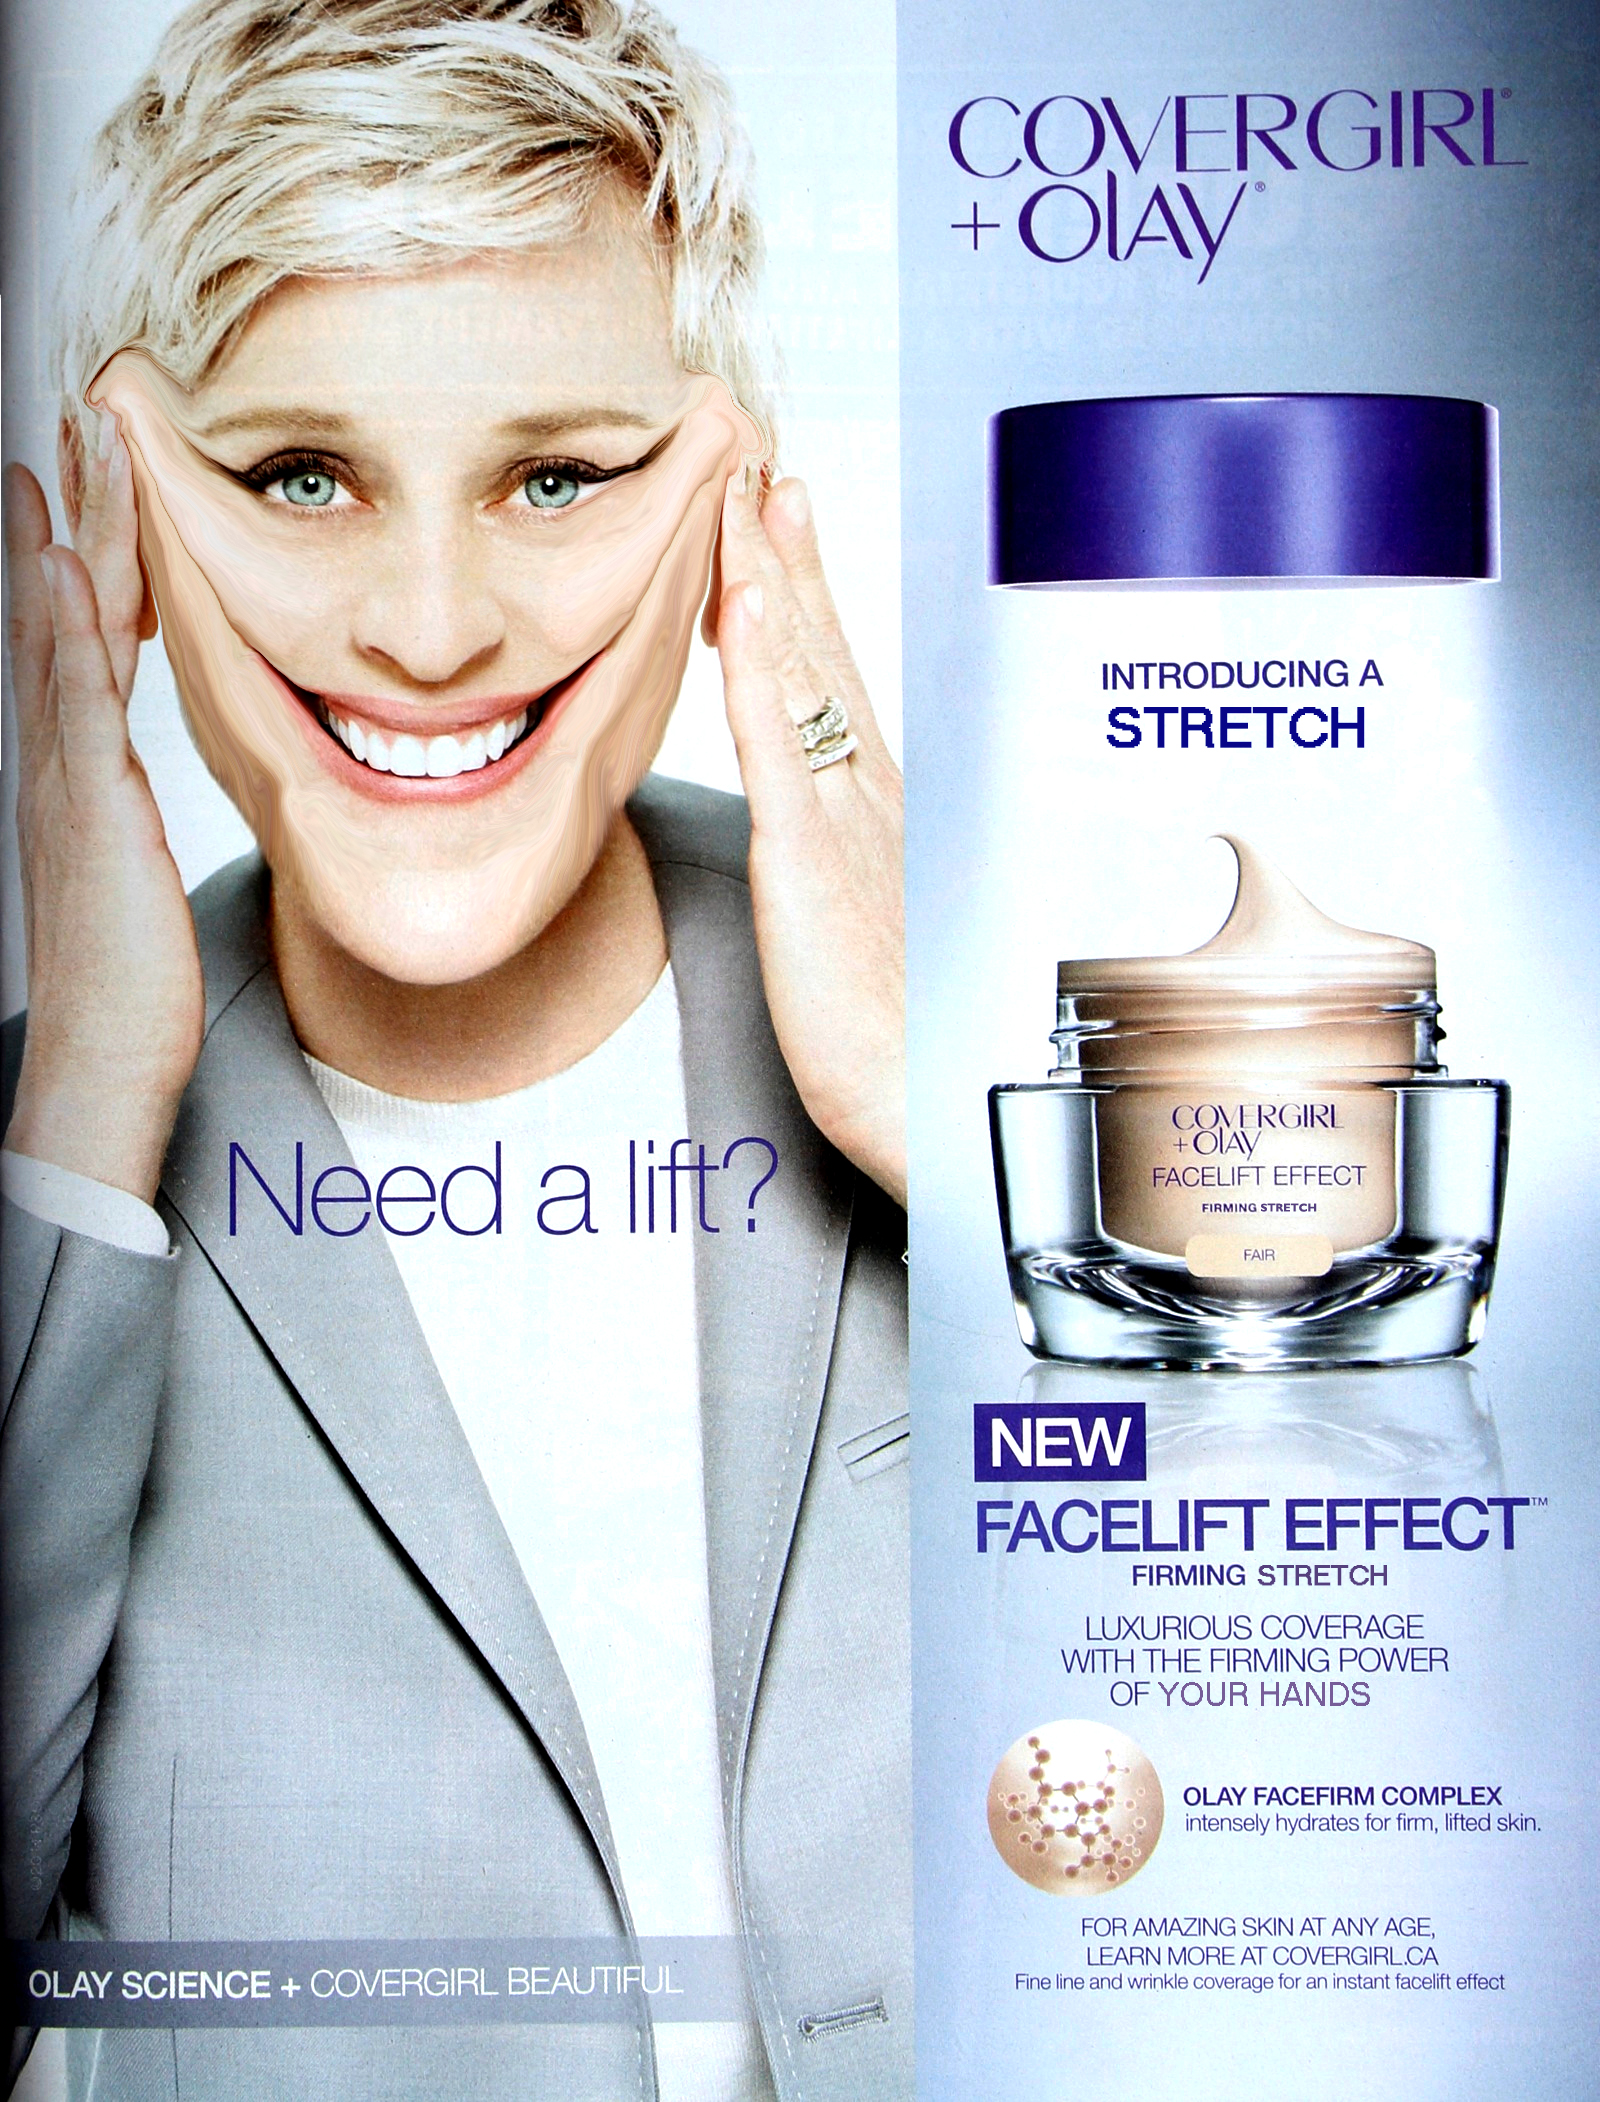 COVERGIRL®
+ OLAY®
INTRODUCING A
STRETCH
COVERGIRL
+ OLAY
FACELIFT EFFECT
FIRMING STRETCH
FAIR
Need a lift?
NEW
FACELIFT EFFECT™
FIRMING STRETCH
LUXURIOUS COVERAGE
WITH THE FIRMING POWER
OF YOUR HANDS
OLAY FACEFIRM COMPLEX
intensely hydrates for firm, lifted skin.
FOR AMAZING SKIN AT ANY AGE,
LEARN MORE AT COVERGIRL.CA
Fine line and wrinkle coverage for an instant facelift effect
OLAY SCIENCE + COVERGIRL BEAUTIFUL